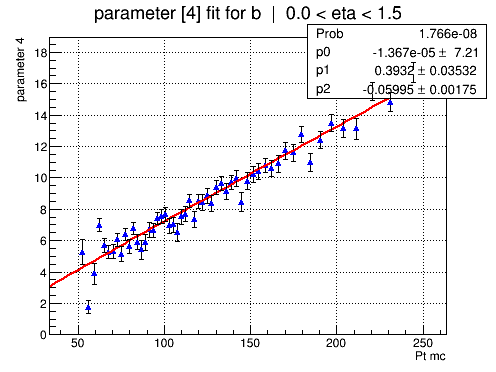 parameter [4] fit for b | 0.0 < eta < 1.5
Prob 1.766e-08
p0 -1.367e-05 ± 7.21
p1 0.3932 ± 0.03532
p2 -0.05995 ± 0.00175
parameter 4
18
16
14
12
10
8
6
4
2
0
50 100 150 200 250
Pt mc